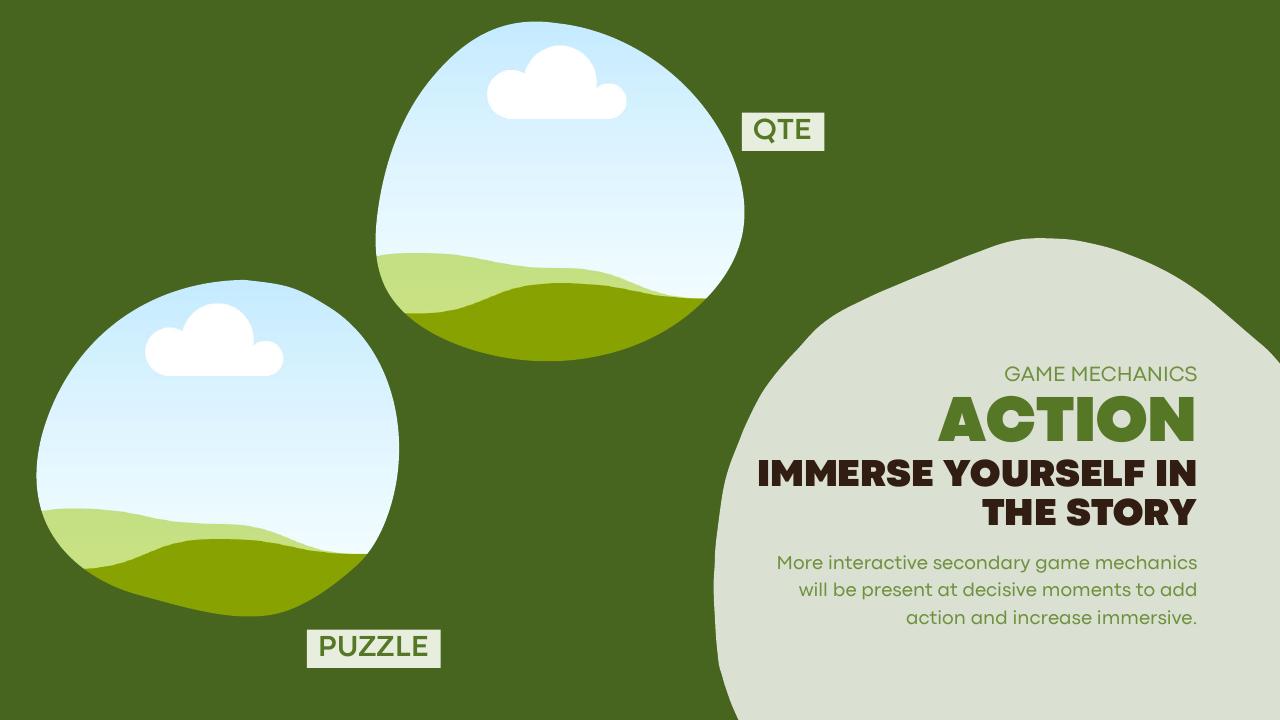 QTE
PUZZLE
GAME MECHANICS
ACTION
IMMERSE YOURSELF IN
THE STORY
More interactive secondary game mechanics
will be present at decisive moments to add
action and increase immersive.